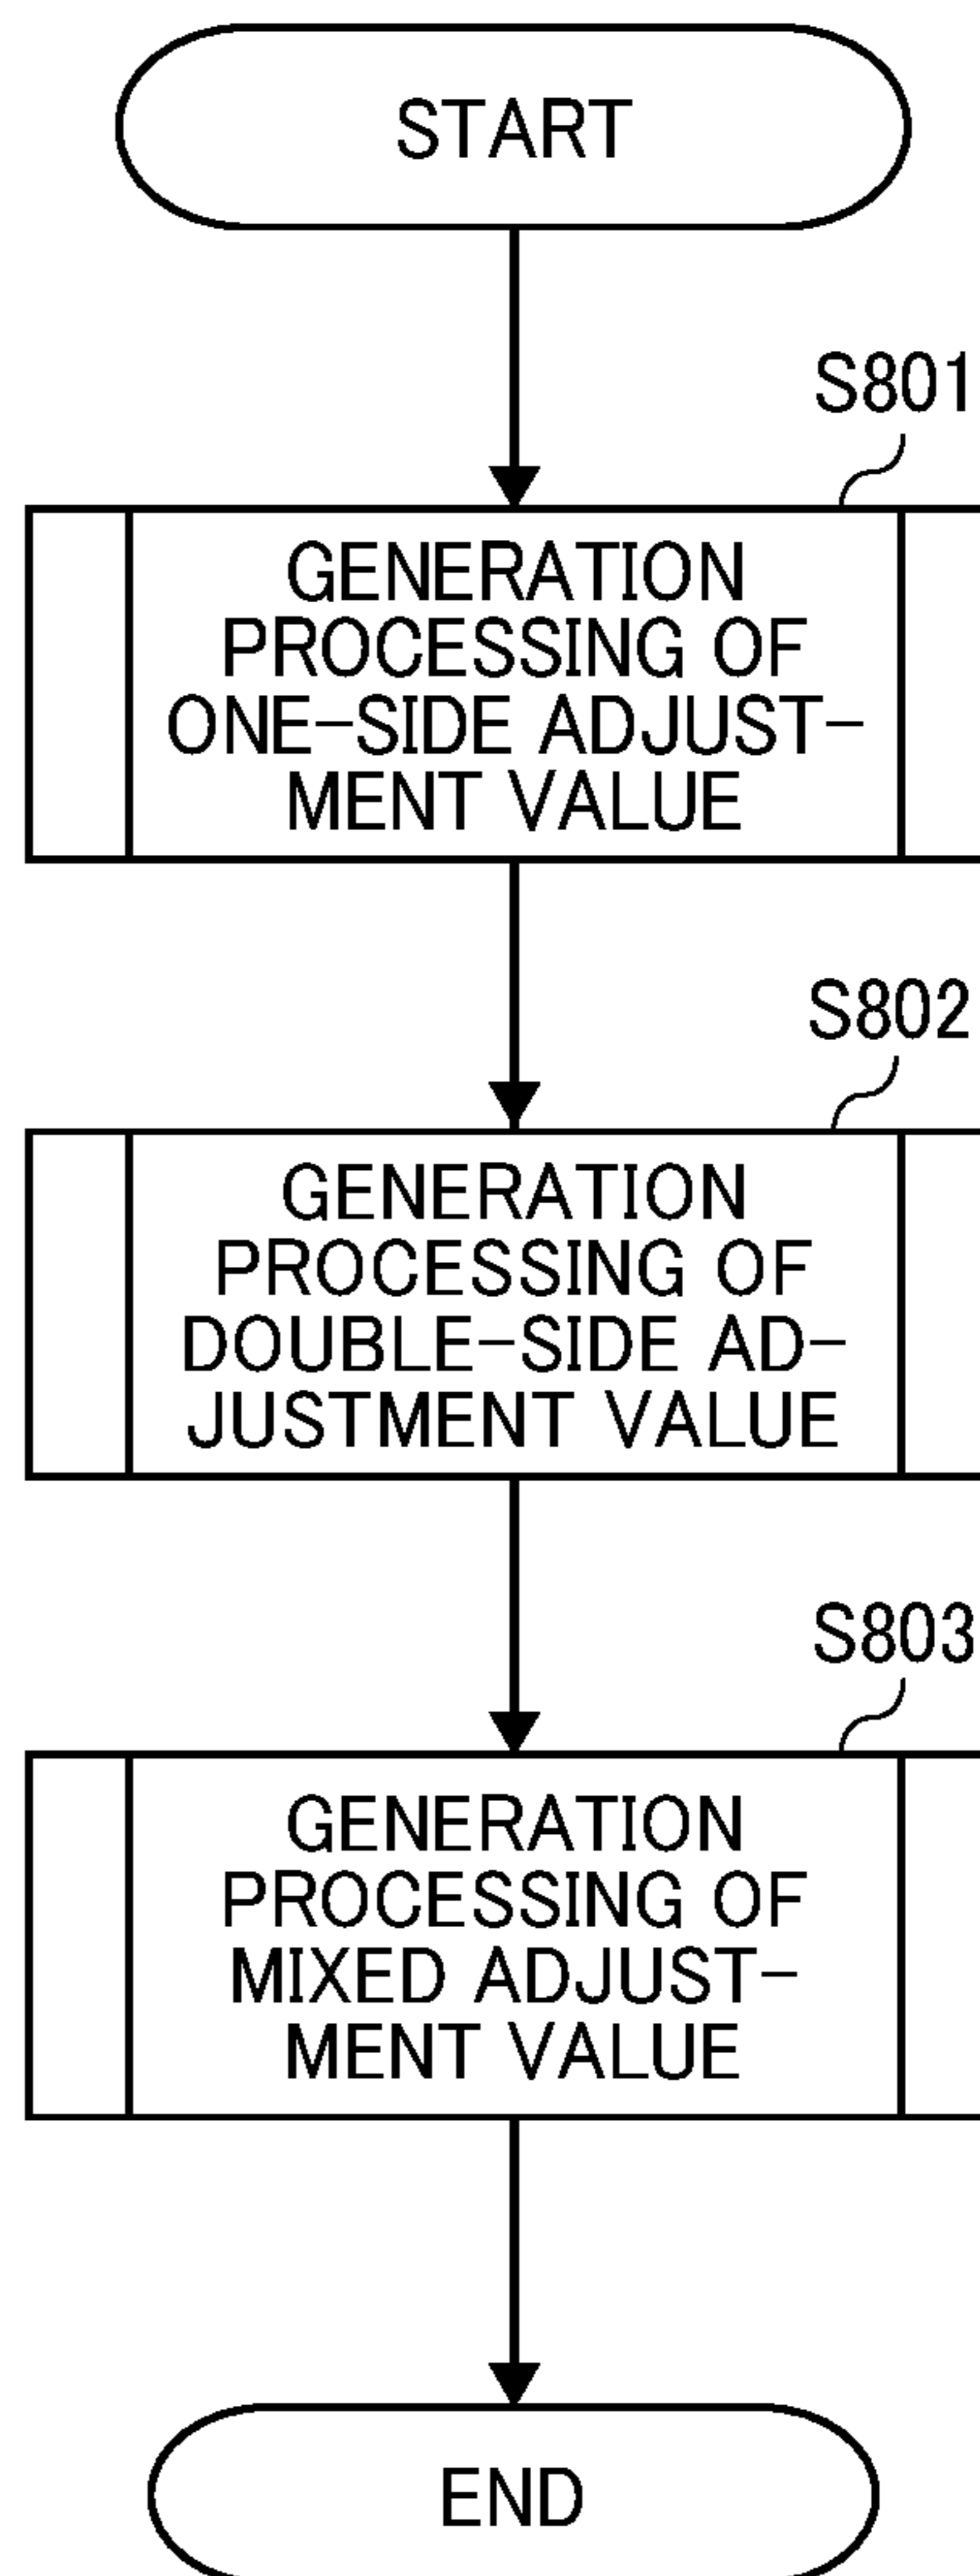 START
S801
GENERATION
PROCESSING OF
ONE-SIDE ADJUST-
MENT VALUE
S802
GENERATION
PROCESSING OF
DOUBLE-SIDE AD-
JUSTMENT VALUE
S803
GENERATION
PROCESSING OF
MIXED ADJUST-
MENT VALUE
END